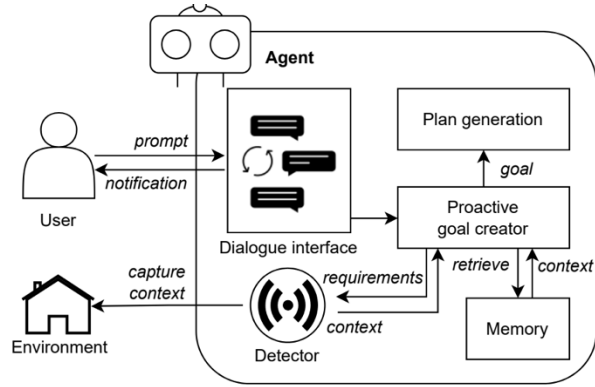 Agent
prompt
notification
User
Dialogue interface
Plan generation
goal
Proactive
goal creator
capture
context
requirements
context
retrieve
context
Environment
Detector
Memory